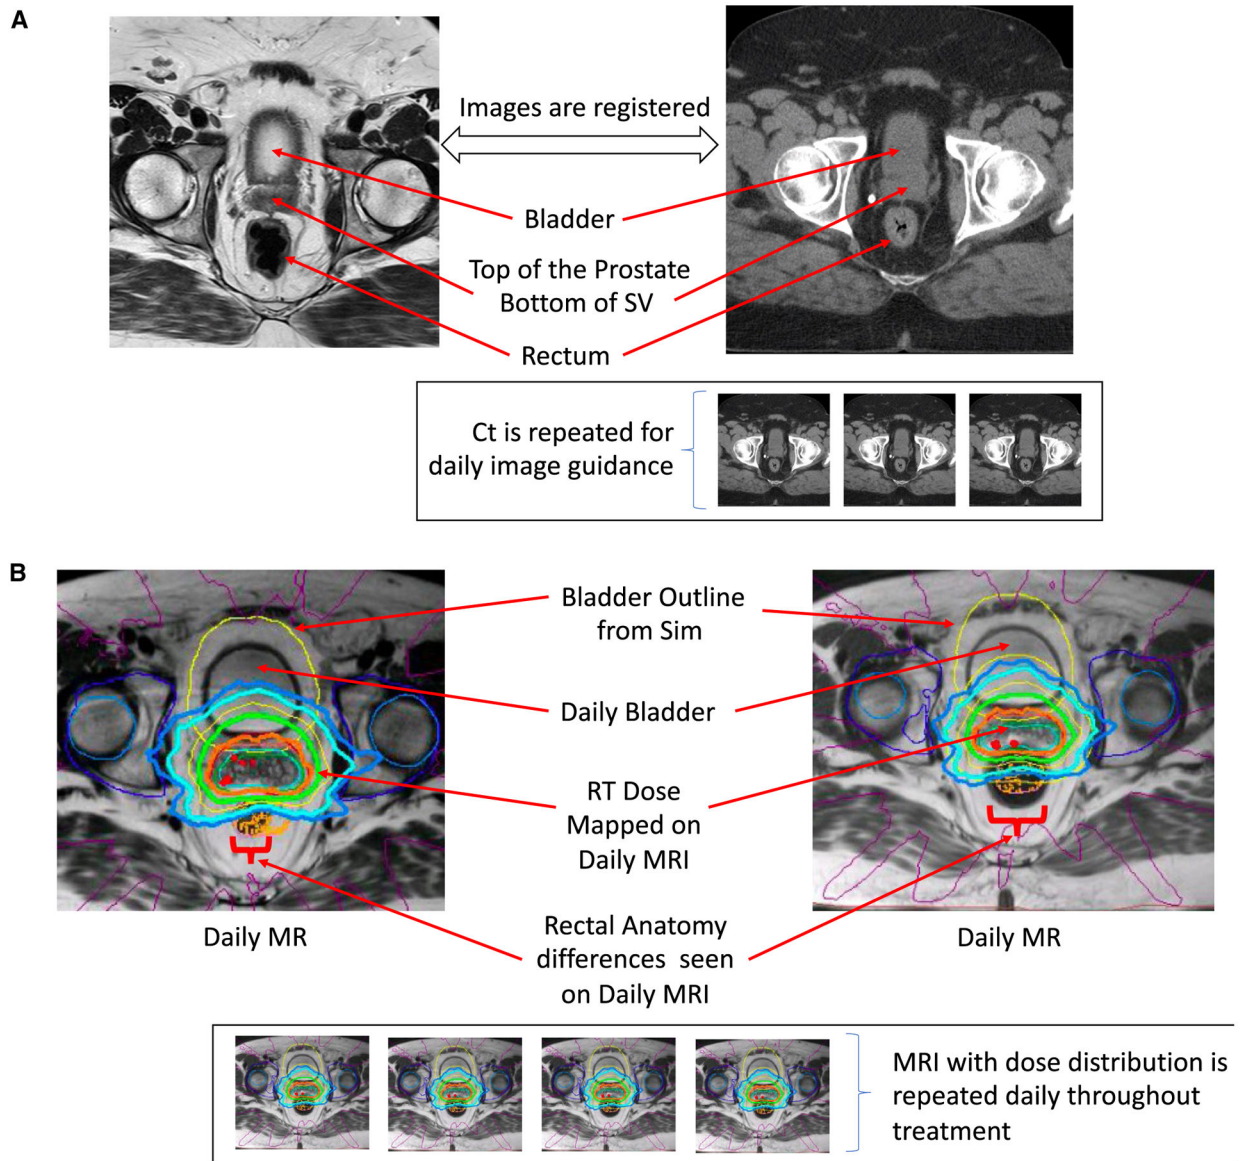 A
Images are registered
Bladder
Top of the Prostate
Bottom of SV
Rectum
Ct is repeated for
daily image guidance
B
Bladder Outline
from Sim
Daily Bladder
RT Dose
Mapped on
Daily MRI
Rectal Anatomy
differences seen
on Daily MRI
Daily MR
Daily MR
MRI with dose distribution is
repeated daily throughout
treatment